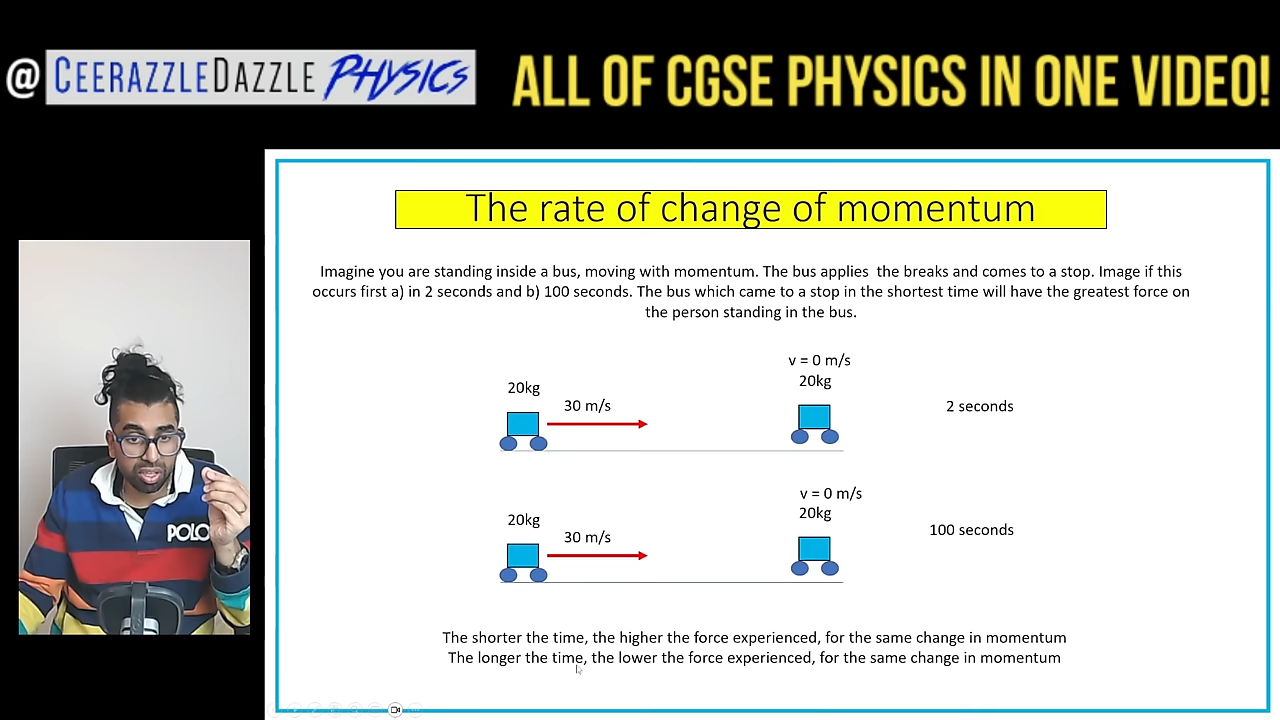 @CEERAZZLEDAZZLE PHYSICS
ALL OF CGSE PHYSICS IN ONE VIDEO!
The rate of change of momentum
Imagine you are standing inside a bus, moving with momentum. The bus applies the breaks and comes to a stop. Image if this
occurs first a) in 2 seconds and b) 100 seconds. The bus which came to a stop in the shortest time will have the greatest force on
the person standing in the bus.
v = 0 m/s
20kg
20kg
30 m/s
2 seconds
v = 0 m/s
20kg
20kg
30 m/s
100 seconds
POLO
The shorter the time, the higher the force experienced, for the same change in momentum
The longer the time, the lower the force experienced, for the same change in momentum